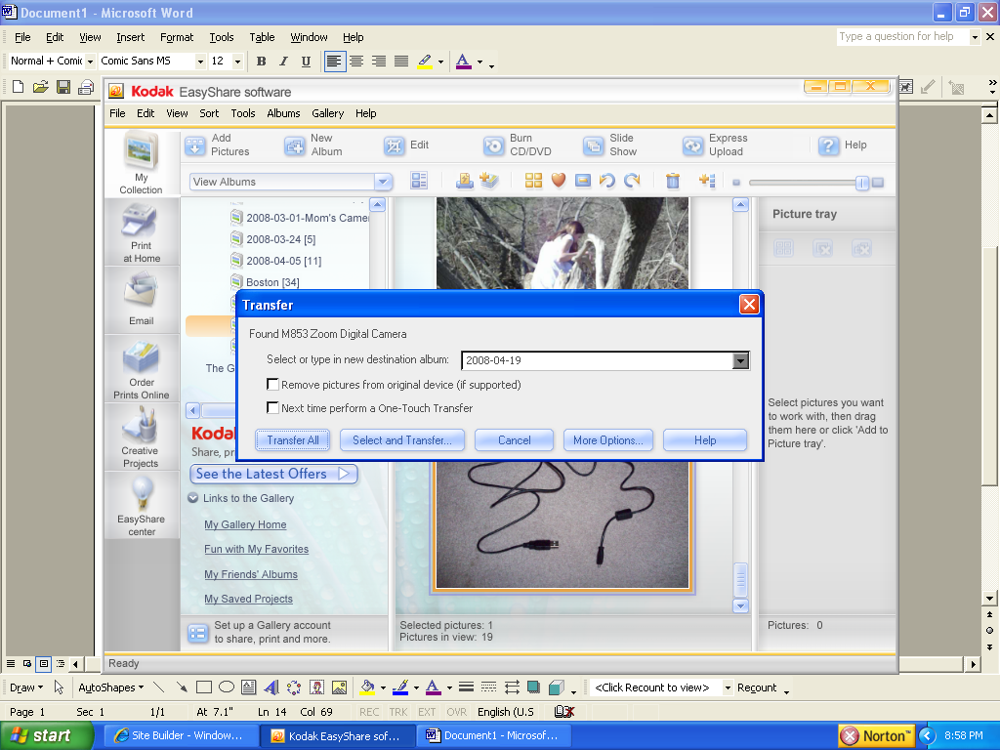 Document1 - Microsoft Word
File Edit View Insert Format Tools Table Window Help
Type a question for help
Normal + Comic Comic Sans MS 12 B I U A
Kodak EasyShare software
File Edit View Sort Tools Albums Gallery Help
Add Pictures
New Album
Edit
Burn CD/DVD
Slide Show
Express Upload
Help
My Collection
View Albums
Print at Home
Email
Order Prints Online
Creative Projects
EasyShare center
2008-03-01-Mom's Came
2008-03-24 [5]
2008-04-05 [11]
Boston [34]
The G
Picture tray
Transfer
Found M853 Zoom Digital Camera
Select or type in new destination album: 2008-04-19
Remove pictures from original device (if supported)
Next time perform a One-Touch Transfer
Transfer All Select and Transfer... Cancel More Options... Help
Select pictures you want
to work with, then drag
them here or click 'Add to
Picture tray'.
Koda
Share, pr
See the Latest Offers
Links to the Gallery
My Gallery Home
Fun with My Favorites
My Friends' Albums
My Saved Projects
Set up a Gallery account
to share, print and more.
Selected pictures: 1
Pictures in view: 19
Pictures: 0
Ready
Draw AutoShapes A <Click Recount to view> Recount
Page 1 Sec 1 1/1 At 7.1" Ln 14 Col 69 REC TRK EXT OVR English (U.S
start Site Builder - Window... Kodak EasyShare sof... Document1 - Microsof... Norton™ 8:58 PM